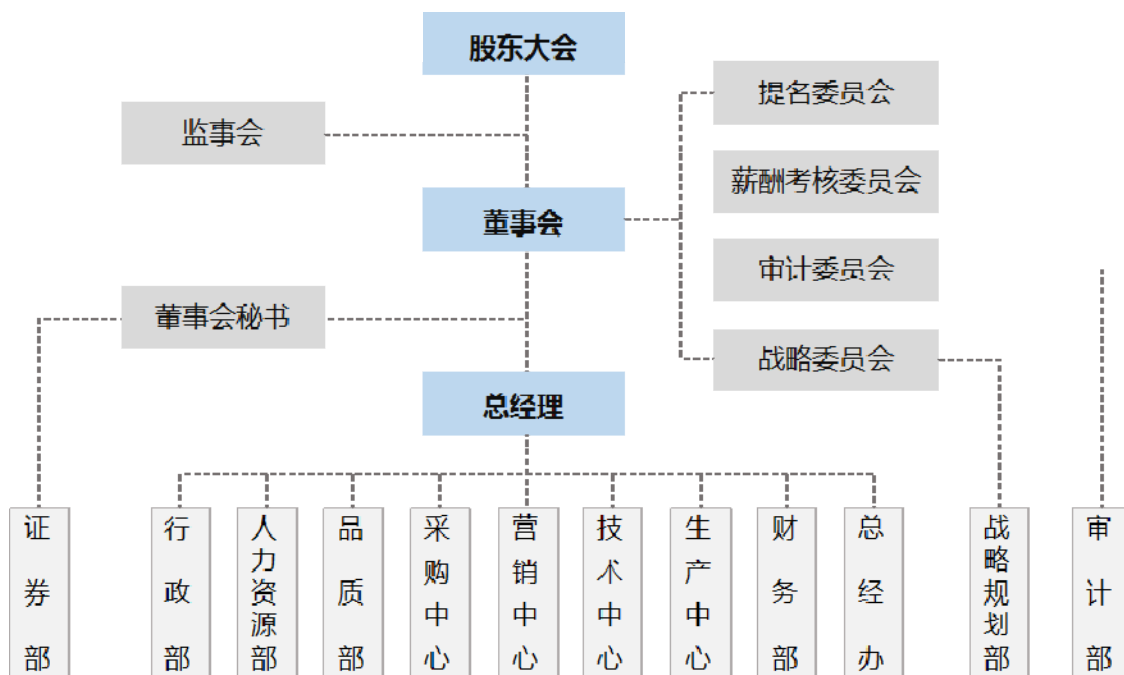 股东大会
提名委员会
监事会
薪酬考核委员会
董事会
审计委员会
董事会秘书
战略委员会
总经理
证券部
行政部
人力资源部
品质部
采购中心
营销中心
技术中心
生产中心
财务部
总经办
战略规划部
审计部